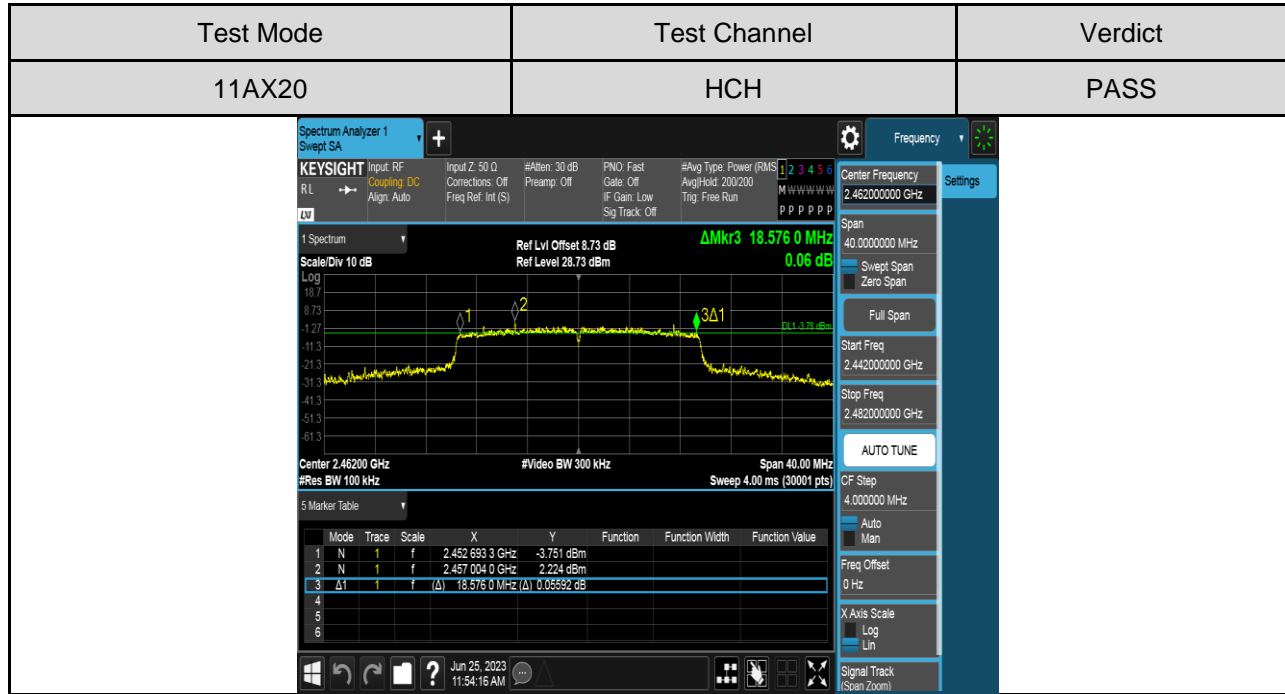 Test Mode Test Channel Verdict
11AX20 HCH PASS
Spectrum Analyzer 1
Swept SA
+
Frequency
KEYSIGHT
RL
LXI
Input: RF
Coupling: DC
Align: Auto
Input Z: 50 Ω
Corrections: Off
Freq Ref: Int (S)
#Atten: 30 dB
Preamp: Off
PNO: Fast
Gate: Off
IF Gain: Low
Sig Track: Off
#Avg Type: Power (RMS
Avg|Hold: 200/200
Trig: Free Run
1 2 3 4 5 6
M W W W W W
P P P P P P
Center Frequency
2.462000000 GHz
Settings
1 Spectrum
Scale/Div 10 dB
Ref Lvl Offset 8.73 dB
Ref Level 28.73 dBm
ΔMkr3 18.576 0 MHz
0.06 dB
Log
18.7
8.73
-1.27
-11.3
-21.3
-31.3
-41.3
-51.3
-61.3
1
2
3Δ1
DL1 -3.78 dBm
Center 2.46200 GHz
#Res BW 100 kHz
#Video BW 300 kHz
Span 40.00 MHz
Sweep 4.00 ms (30001 pts)
Span
40.0000000 MHz
Swept Span
Zero Span
Full Span
Start Freq
2.442000000 GHz
Stop Freq
2.482000000 GHz
AUTO TUNE
CF Step
4.000000 MHz
Auto
Man
Freq Offset
0 Hz
X Axis Scale
Log
Lin
Signal Track
(Span Zoom)
5 Marker Table
Mode Trace Scale X Y Function Function Width Function Value
1 N 1 f 2.452 693 3 GHz -3.751 dBm
2 N 1 f 2.457 004 0 GHz 2.224 dBm
3 Δ1 1 f (Δ) 18.576 0 MHz (Δ) 0.05592 dB
4
5
6
?
Jun 25, 2023
11:54:16 AM